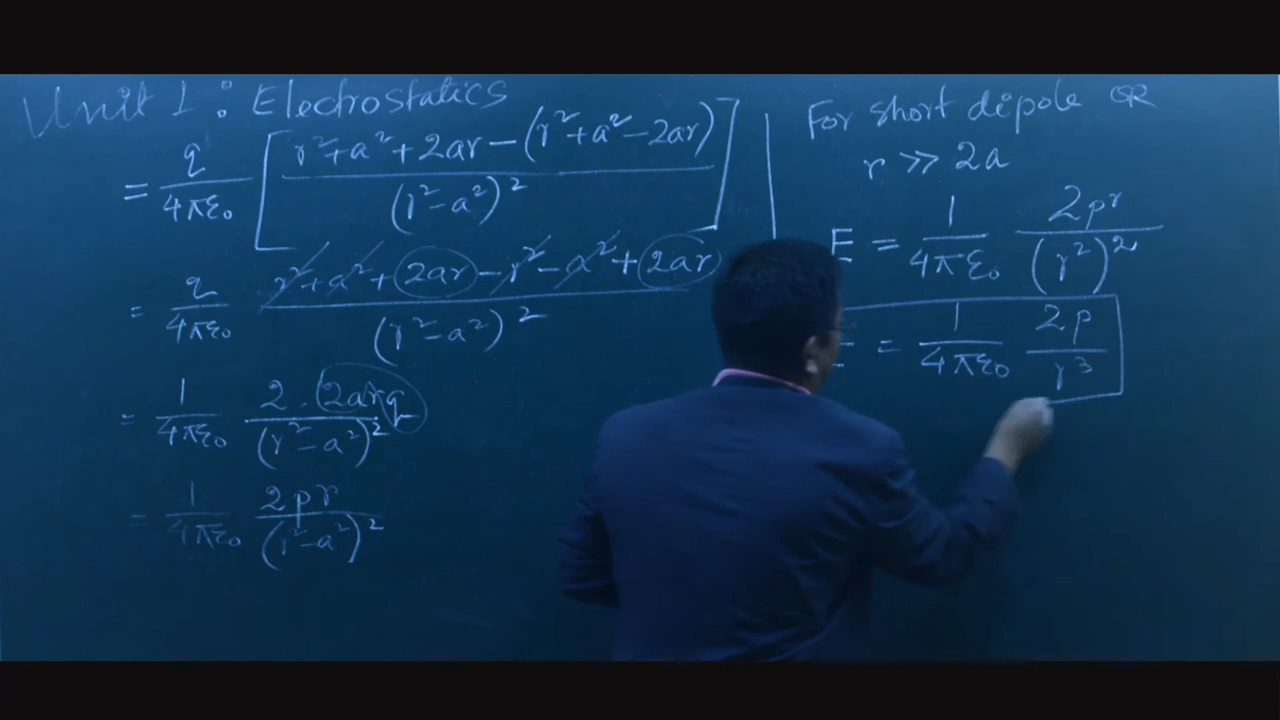 Unit 1 : Electrostatics
= q/4πε₀ [ r²+a²+2ar-(r²+a²-2ar) / (r²-a²)² ]
= q/4πε₀ r²+a²+2ar-r²-a²+2ar / (r²-a²)²
= 1/4πε₀ 2.2arq / (r²-a²)²
= 1/4πε₀ 2pr / (r²-a²)²
For short dipole OR
r >> 2a
E = 1/4πε₀ 2pr / (r²)²
= 1/4πε₀ 2p / r³